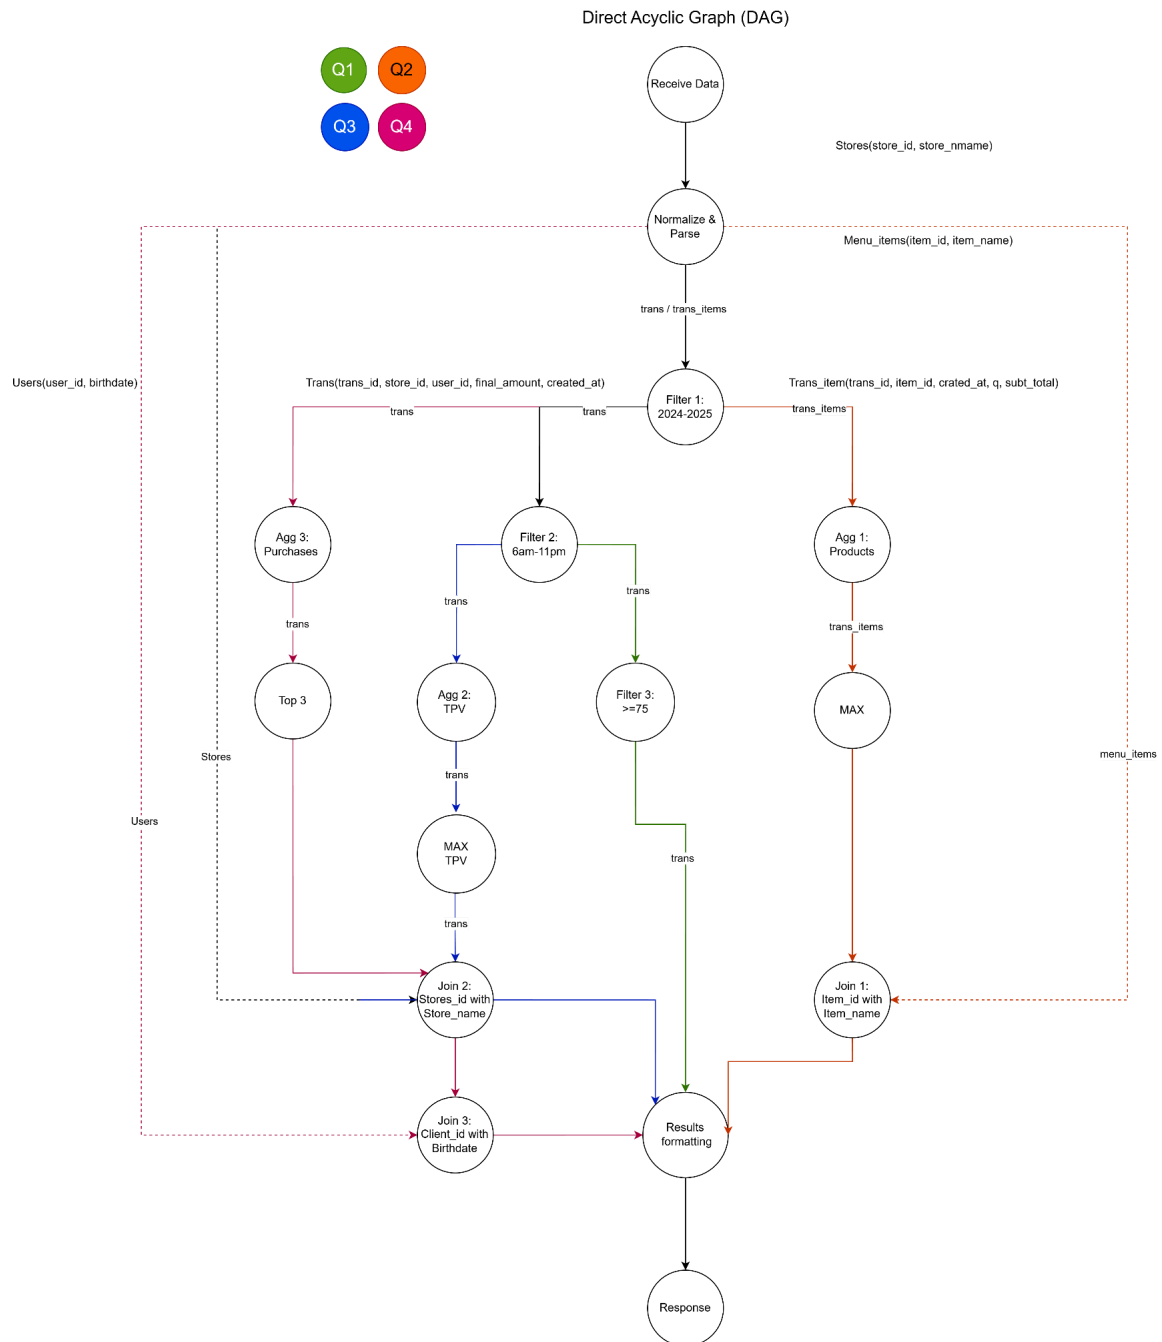 Direct Acyclic Graph (DAG)
Q1
Q2
Q3
Q4
Receive Data
Stores(store_id, store_nmame)
Normalize &
Parse
Menu_items(item_id, item_name)
trans / trans_items
Users(user_id, birthdate)
Trans(trans_id, store_id, user_id, final_amount, created_at)
Trans_item(trans_id, item_id, crated_at, q, subt_total)
Filter 1:
2024-2025
trans
trans
trans_items
Agg 3:
Purchases
Filter 2:
6am-11pm
Agg 1:
Products
trans
trans
trans
trans_items
Top 3
Agg 2:
TPV
Filter 3:
>=75
MAX
Stores
menu_items
trans
Users
MAX
TPV
trans
trans
Join 2:
Stores_id with
Store_name
Join 1:
Item_id with
Item_name
Join 3:
Client_id with
Birthdate
Results
formatting
Response